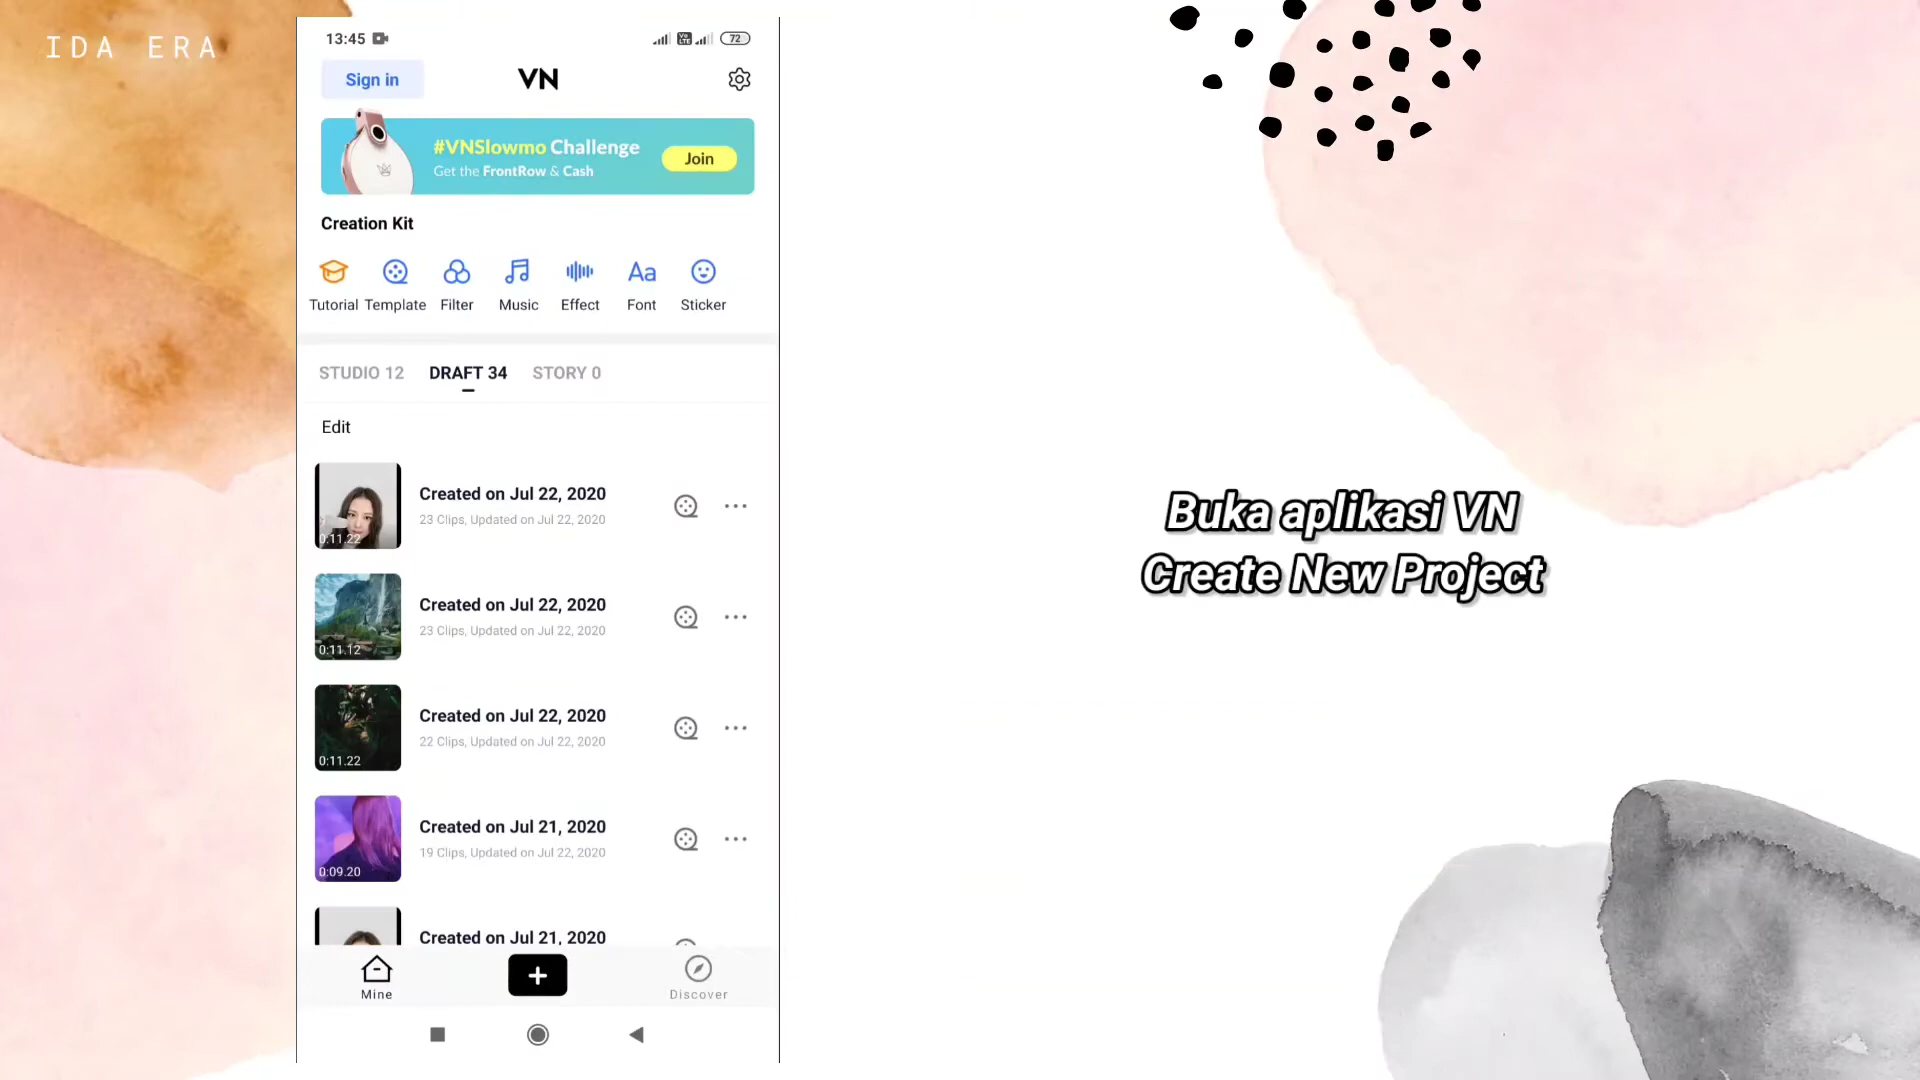 IDA ERA
13:45
Vo LTE
72
Sign in
VN
#VNSlowmo Challenge
Get the FrontRow & Cash
Join
Creation Kit
Aa
Tutorial Template Filter Music Effect Font Sticker
STUDIO 12 DRAFT 34 STORY 0
Edit
Created on Jul 22, 2020
23 Clips, Updated on Jul 22, 2020
0:11.22
Created on Jul 22, 2020
23 Clips, Updated on Jul 22, 2020
0:11.12
Created on Jul 22, 2020
22 Clips, Updated on Jul 22, 2020
0:11.22
Created on Jul 21, 2020
19 Clips, Updated on Jul 22, 2020
0:09.20
Created on Jul 21, 2020
Mine
Discover
Buka aplikasi VN
Create New Project